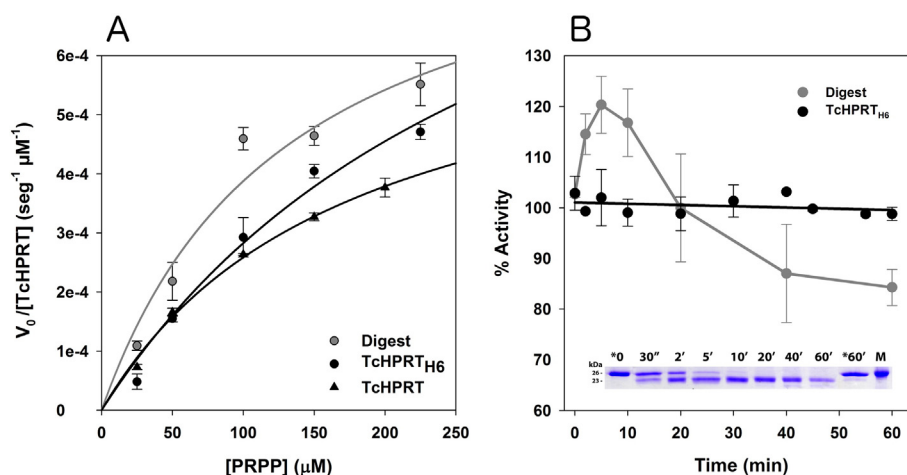 A
6e-4
5e-4
4e-4
3e-4
2e-4
1e-4
0
V0/[TcHPRT] (seg-1 μM-1)
Digest
TcHPRTH6
TcHPRT
0 50 100 150 200 250
[PRPP] (μM)
B
130
120
110
100
90
80
70
60
% Activity
Digest
TcHPRTH6
*0 30'' 2' 5' 10' 20' 40' 60' *60' M
kDa
26 -
23 -
0 10 20 30 40 50 60
Time (min)